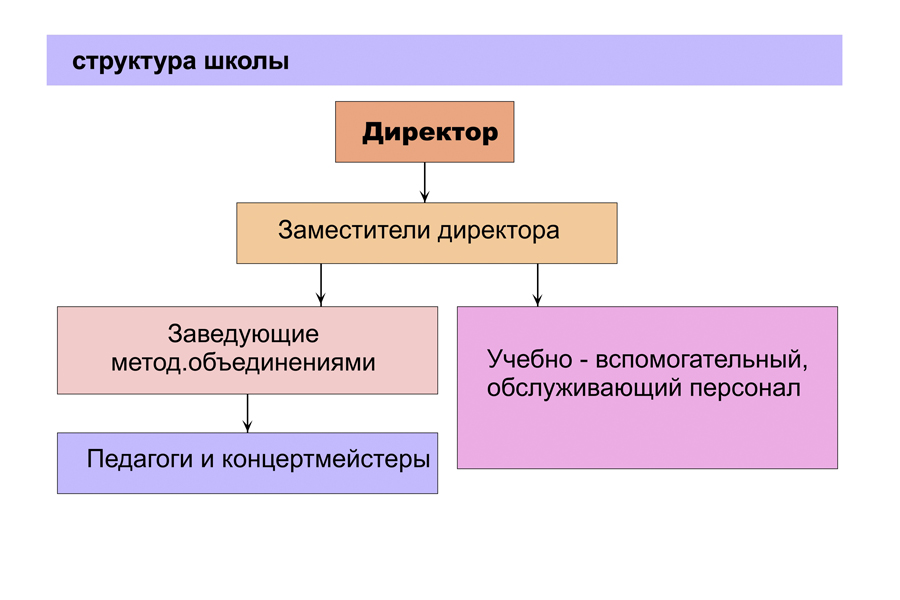 структура школы
Директор
Заместители директора
Заведующие
метод.объединениями
Учебно - вспомогательный,
обслуживающий персонал
Педагоги и концертмейстеры